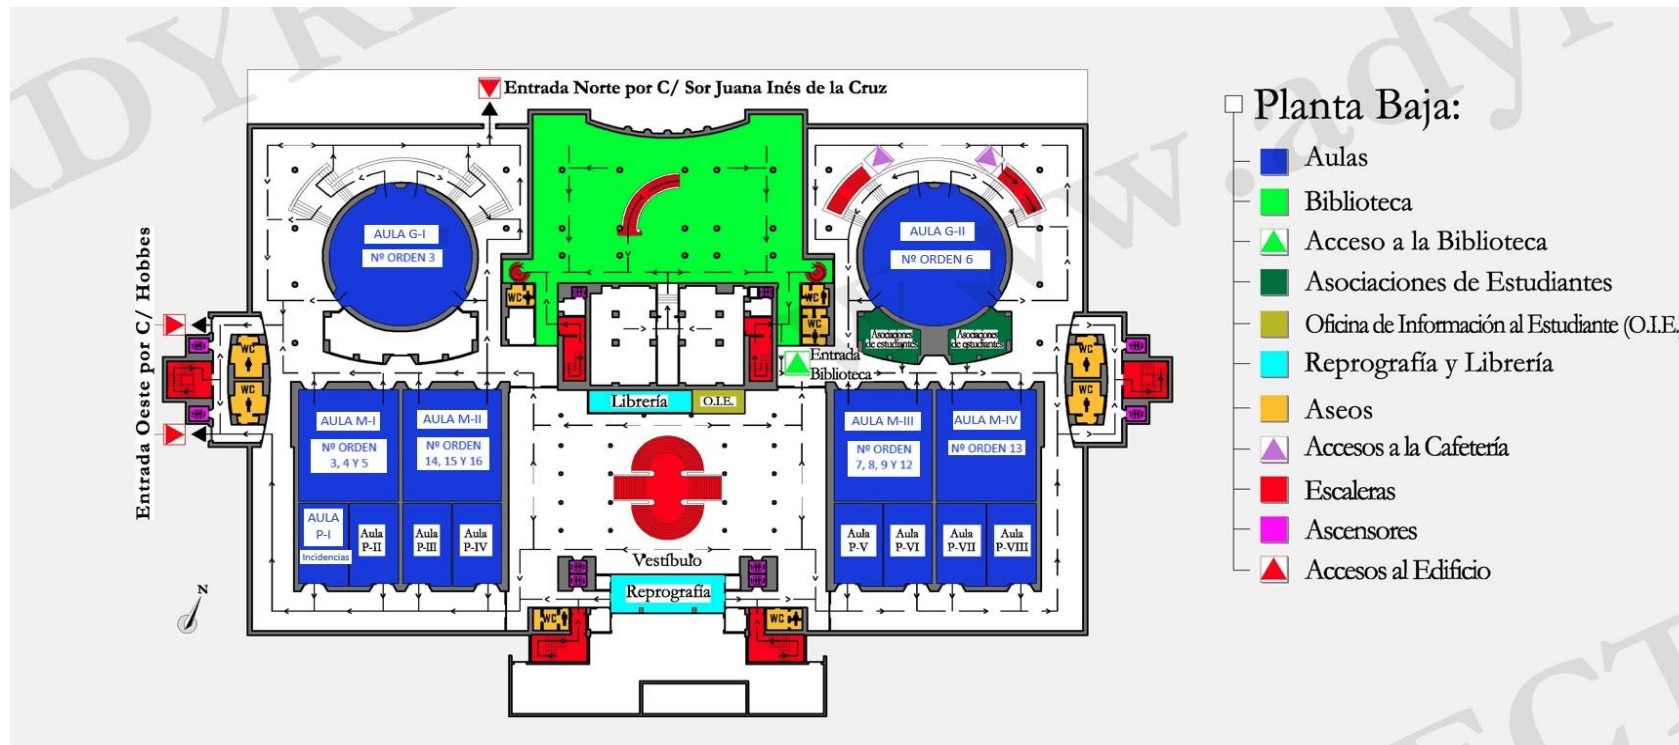 Entrada Norte por C/ Sor Juana Inés de la Cruz
Entrada Oeste por C/ Hobbes
AULA G-I
Nº ORDEN 3
AULA G-II
Nº ORDEN 6
WC
WC
WC
Asociaciones
de estudiantes
Asociaciones
de estudiantes
Entrada
Biblioteca
WC
WC
WC
WC
Librería
O.I.E.
AULA M-I
Nº ORDEN
3, 4 Y 5
AULA M-II
Nº ORDEN
14, 15 Y 16
AULA M-III
Nº ORDEN
7, 8, 9 Y 12
AULA M-IV
Nº ORDEN 13
AULA
P-I
Incidencias
Aula
P-II
Aula
P-III
Aula
P-IV
Aula
P-V
Aula
P-VI
Aula
P-VII
Aula
P-VIII
Vestíbulo
Reprografía
WC
WC
N
Planta Baja:
Aulas
Biblioteca
Acceso a la Biblioteca
Asociaciones de Estudiantes
Oficina de Información al Estudiante (O.I.E.
Reprografía y Librería
Aseos
Accesos a la Cafetería
Escaleras
Ascensores
Accesos al Edificio